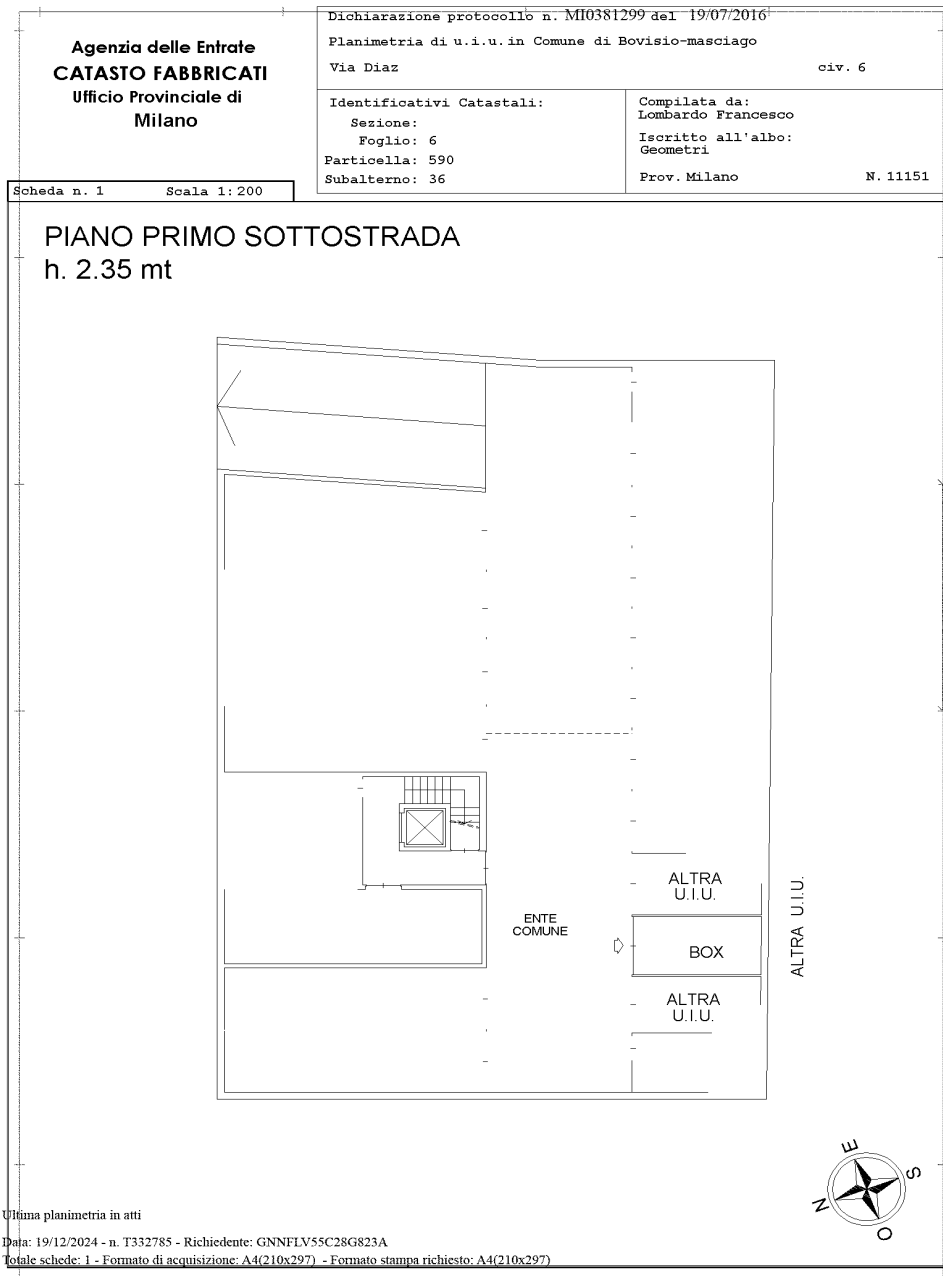 Agenzia delle Entrate
CATASTO FABBRICATI
Ufficio Provinciale di
Milano
Dichiarazione protocollo n. MI0381299 del 19/07/2016
Planimetria di u.i.u. in Comune di Bovisio-masciago
Via Diaz civ. 6
Identificativi Catastali:
Sezione:
Foglio: 6
Particella: 590
Subalterno: 36
Compilata da:
Lombardo Francesco
Iscritto all'albo:
Geometri
Prov. Milano N. 11151
Scheda n. 1 Scala 1:200
PIANO PRIMO SOTTOSTRADA
h. 2.35 mt
ALTRA
U.I.U.
ALTRA U.I.U.
ENTE
COMUNE
BOX
ALTRA
U.I.U.
E
S
N
O
Ultima planimetria in atti
Data: 19/12/2024 - n. T332785 - Richiedente: GNNFLV55C28G823A
Totale schede: 1 - Formato di acquisizione: A4(210x297) - Formato stampa richiesto: A4(210x297)